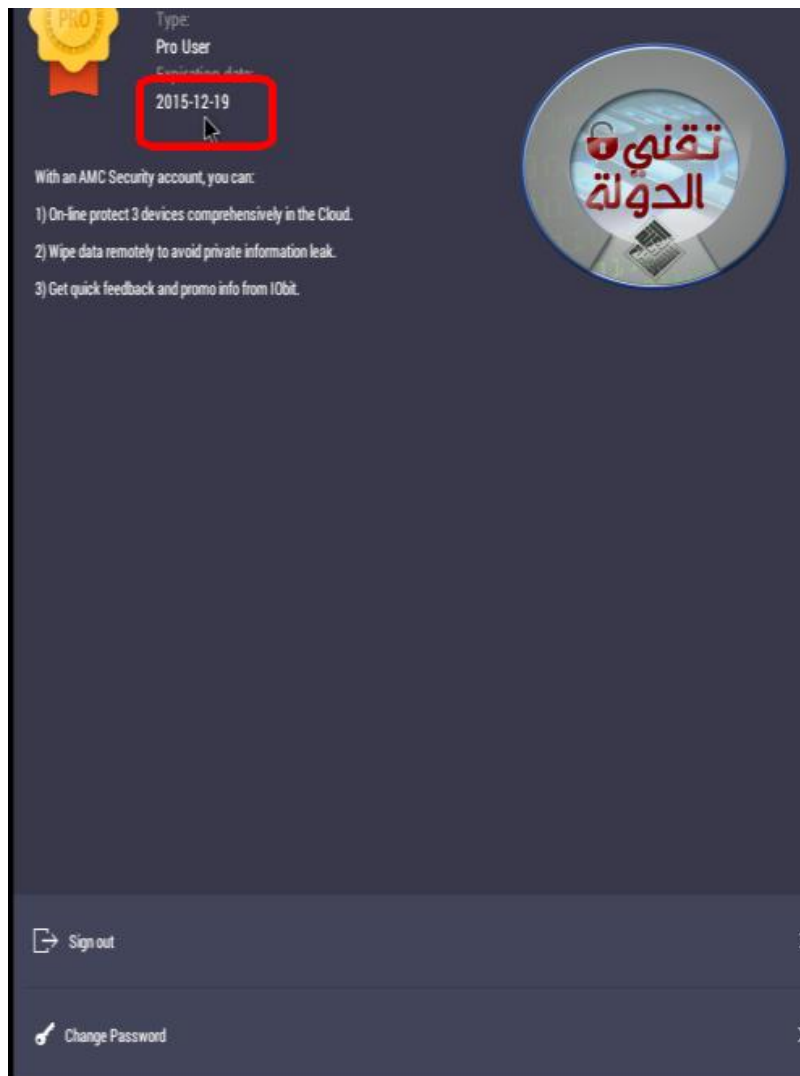 PRO
Type:
Pro User
Expiration date:
2015-12-19
With an AMC Security account, you can:
1) On-line protect 3 devices comprehensively in the Cloud.
2) Wipe data remotely to avoid private information leak.
3) Get quick feedback and promo info from IObit.
تقني
الدولة
Sign out
Change Password